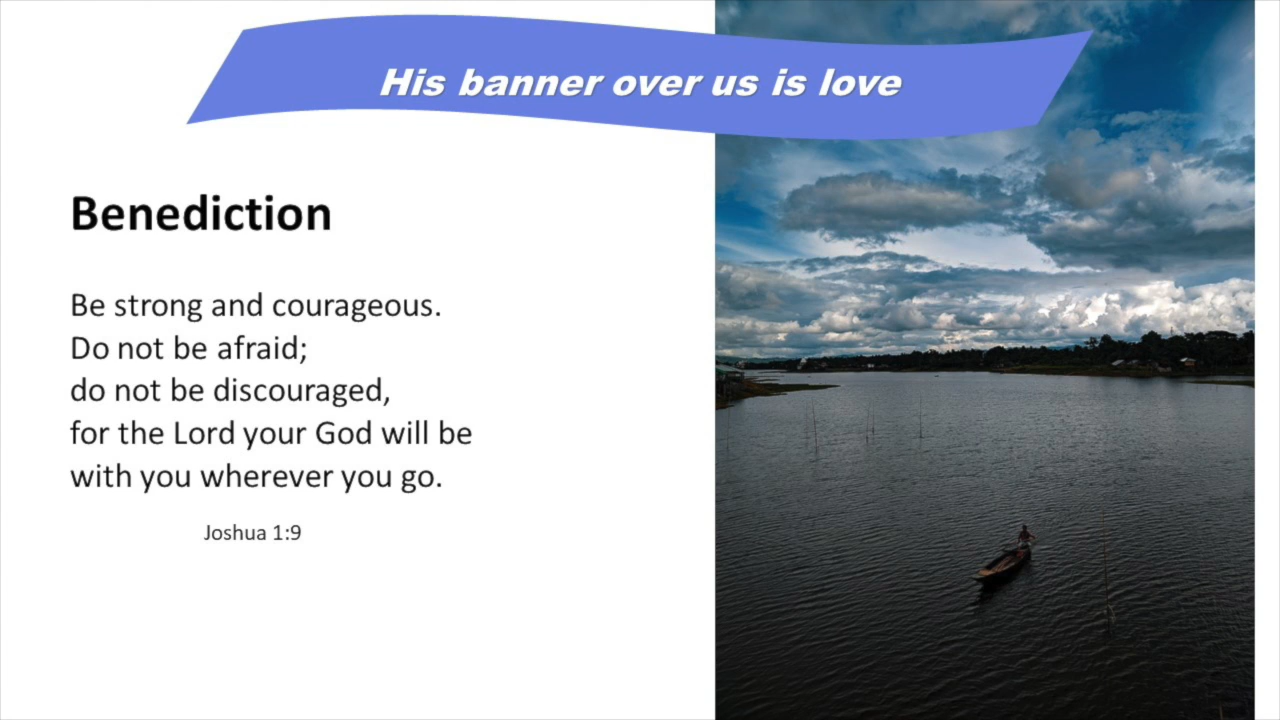 His banner over us is love
Benediction
Be strong and courageous.
Do not be afraid;
do not be discouraged,
for the Lord your God will be
with you wherever you go.
Joshua 1:9